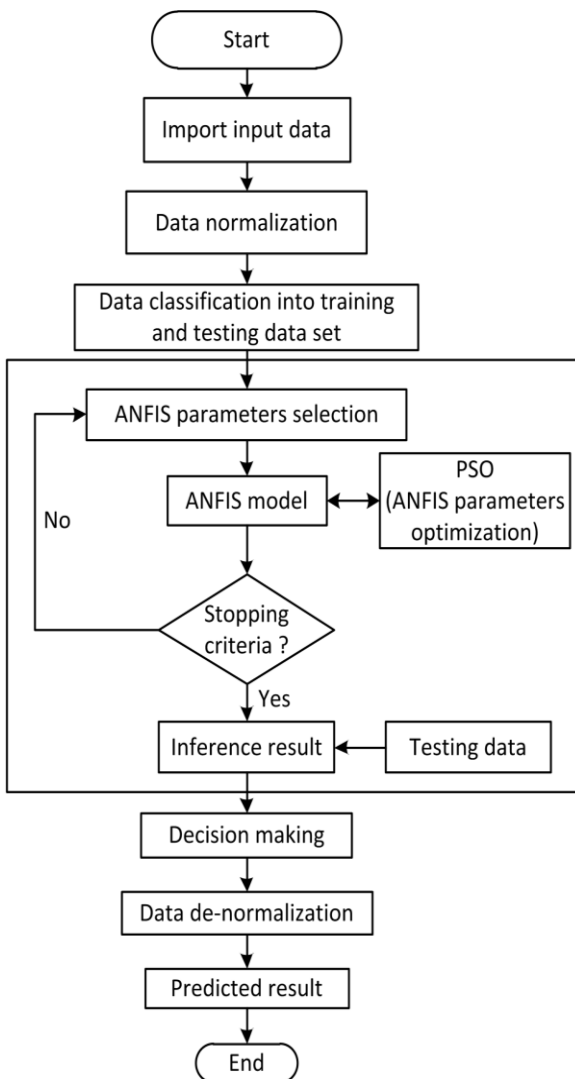 Start
Import input data
Data normalization
Data classification into training
and testing data set
ANFIS parameters selection
ANFIS model
PSO
(ANFIS parameters
optimization)
No
Stopping
criteria ?
Yes
Inference result
Testing data
Decision making
Data de-normalization
Predicted result
End